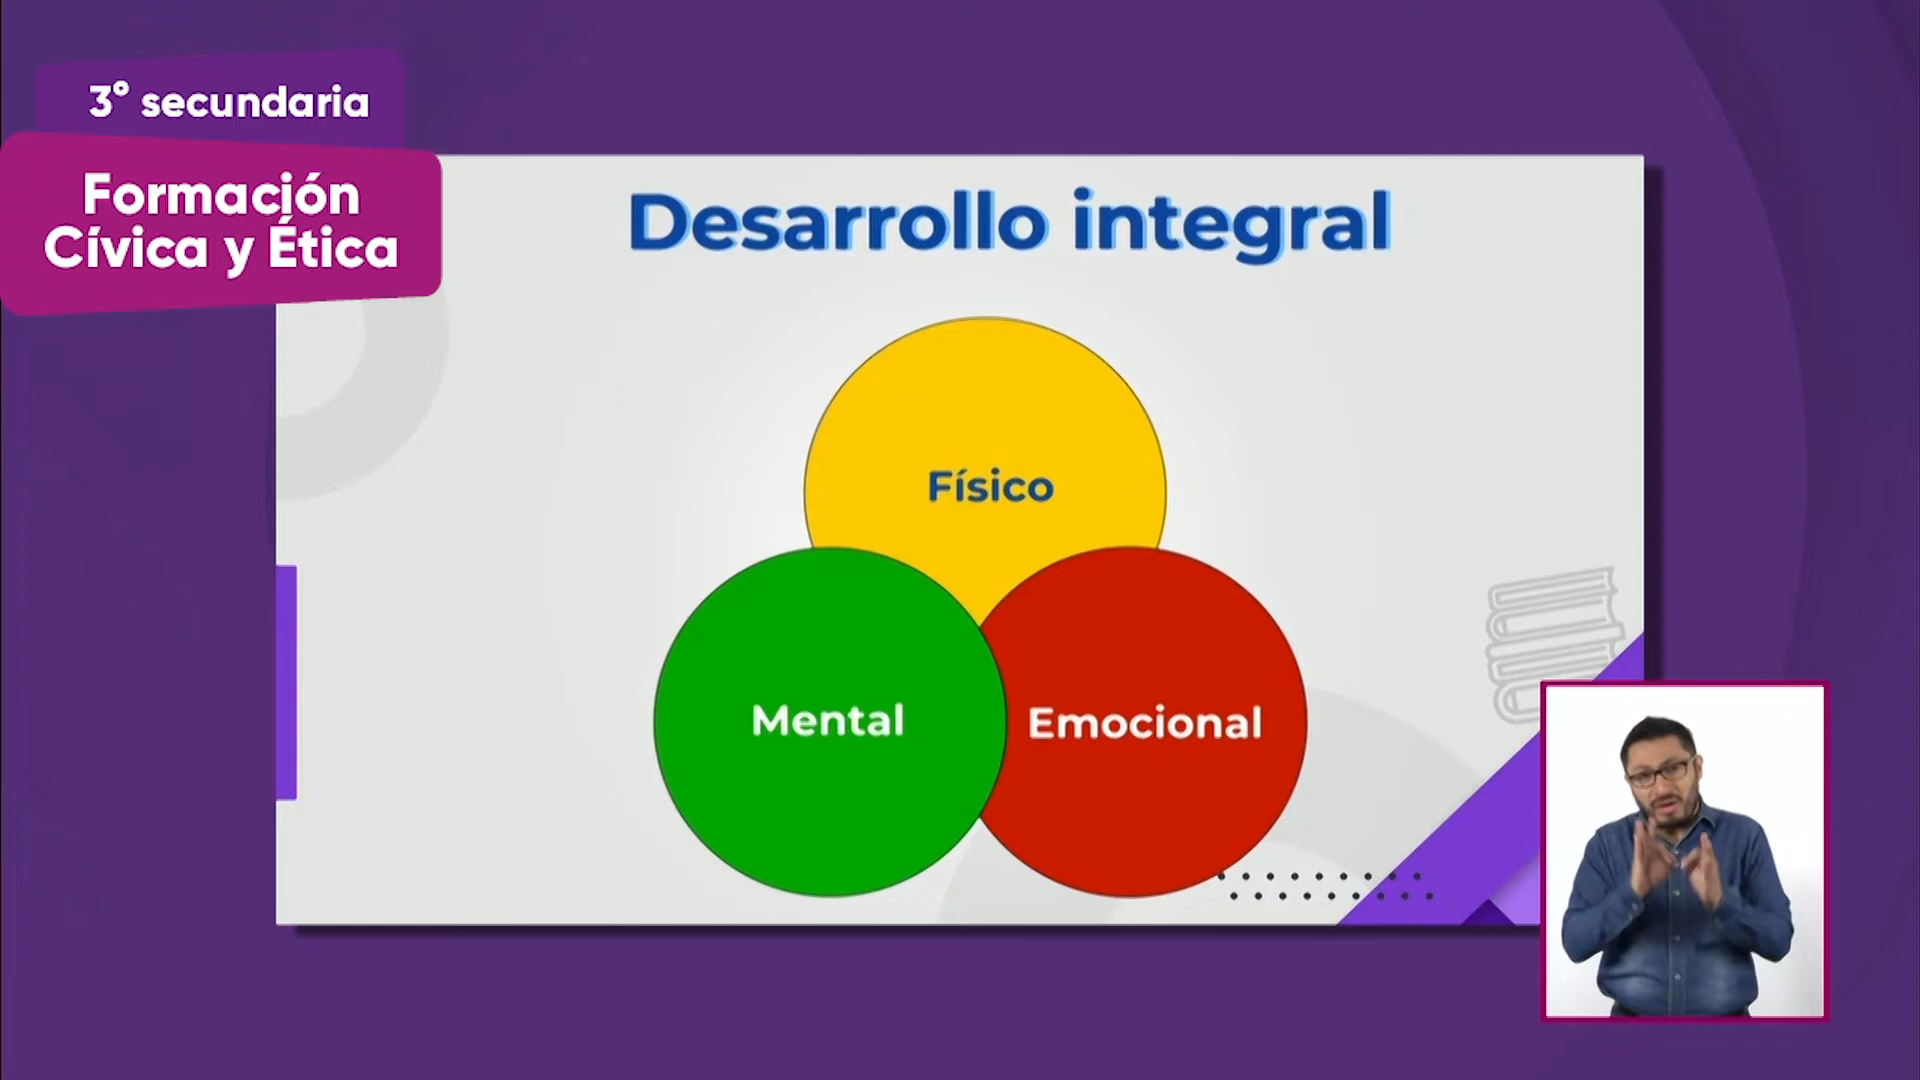 3° secundaria
Formación
Cívica y Ética
Desarrollo integral
Físico
Mental
Emocional